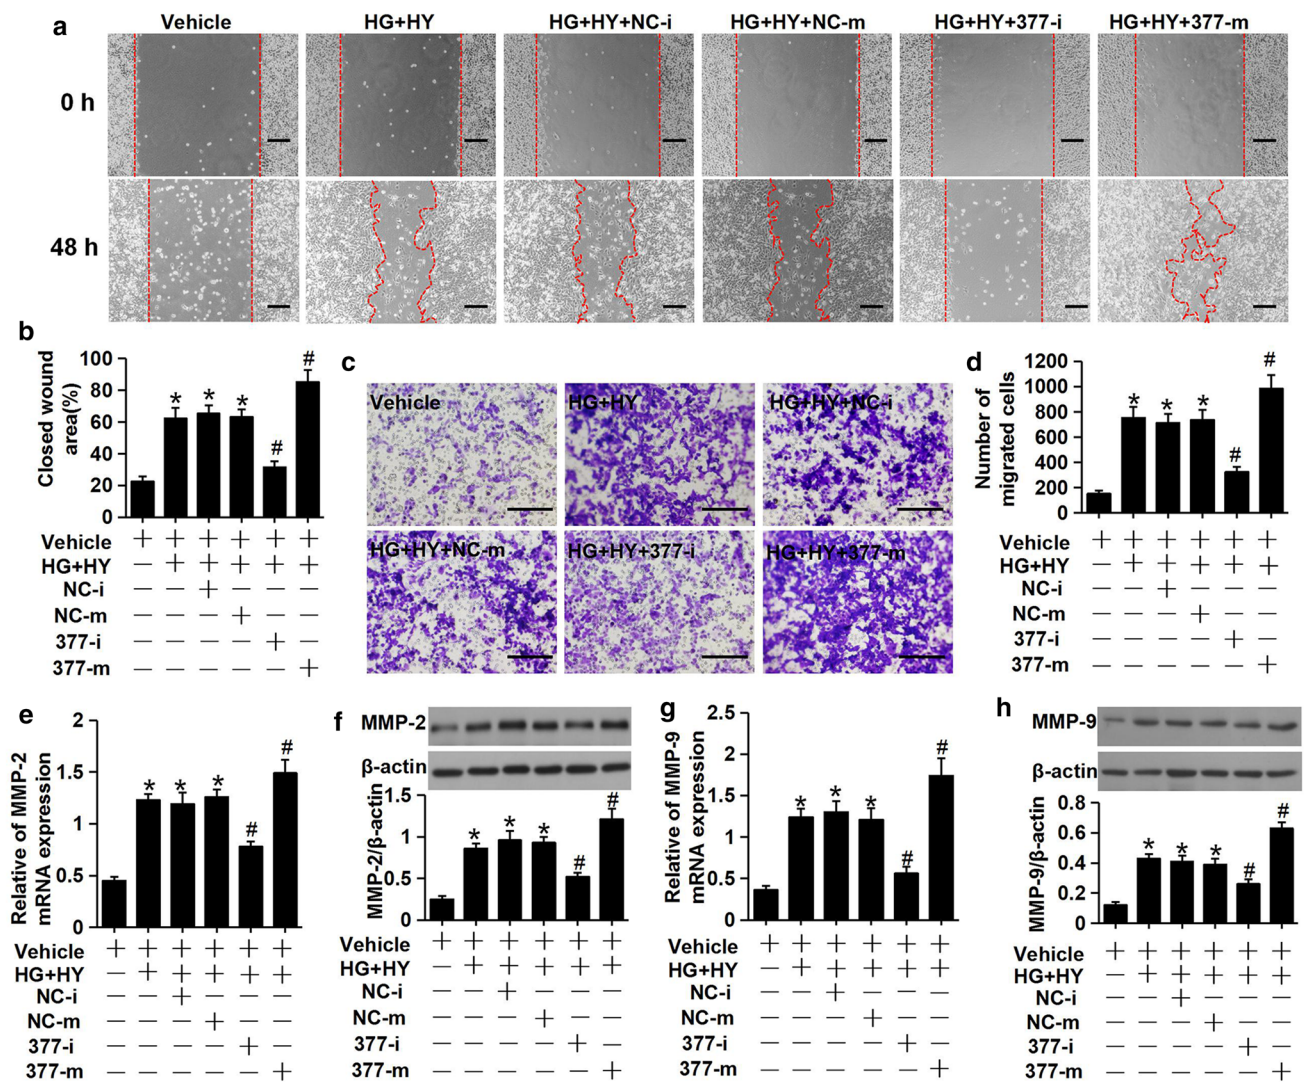 a
Vehicle HG+HY HG+HY+NC-i HG+HY+NC-m HG+HY+377-i HG+HY+377-m
0 h
48 h
b
Closed wound
area(%)
100
80
60
40
20
0
* * * # #
Vehicle + + + + + +
HG+HY — + + + + +
NC-i — — + — — —
NC-m — — — + — —
377-i — — — — + —
377-m — — — — — +
c
Vehicle HG+HY HG+HY+NC-i
HG+HY+NC-m HG+HY+377-i HG+HY+377-m
d
Number of
migrated cells
1200
1000
800
600
400
200
0
* * * # #
Vehicle + + + + + +
HG+HY — + + + + +
NC-i — — + — — —
NC-m — — — + — —
377-i — — — — + —
377-m — — — — — +
e
Relative of MMP-2
mRNA expression
2
1.5
1
0.5
0
* * * # #
Vehicle + + + + + +
HG+HY — + + + + +
NC-i — — + — — —
NC-m — — — + — —
377-i — — — — + —
377-m — — — — — +
f
MMP-2
β-actin
MMP-2/β-actin
1.5
1
0.5
0
* * * # #
Vehicle + + + + + +
HG+HY — + + + + +
NC-i — — + — — —
NC-m — — — + — —
377-i — — — — + —
377-m — — — — — +
g
Relative of MMP-9
mRNA expression
2.5
2
1.5
1
0.5
0
* * * # #
Vehicle + + + + + +
HG+HY — + + + + +
NC-i — — + — — —
NC-m — — — + — —
377-i — — — — + —
377-m — — — — — +
h
MMP-9
β-actin
MMP-9/β-actin
0.8
0.6
0.4
0.2
0
* * * # #
Vehicle + + + + + +
HG+HY — + + + + +
NC-i — — + — — —
NC-m — — — + — —
377-i — — — — + —
377-m — — — — — +